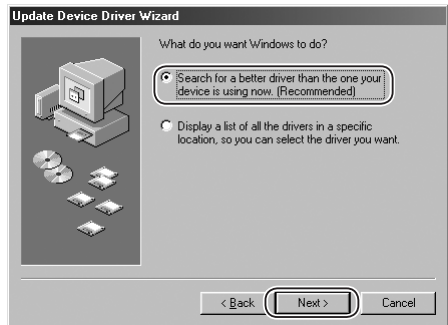 Update Device Driver Wizard
What do you want Windows to do?
Search for a better driver than the one your
device is using now. (Recommended)
Display a list of all the drivers in a specific
location, so you can select the driver you want.
< Back
Next >
Cancel